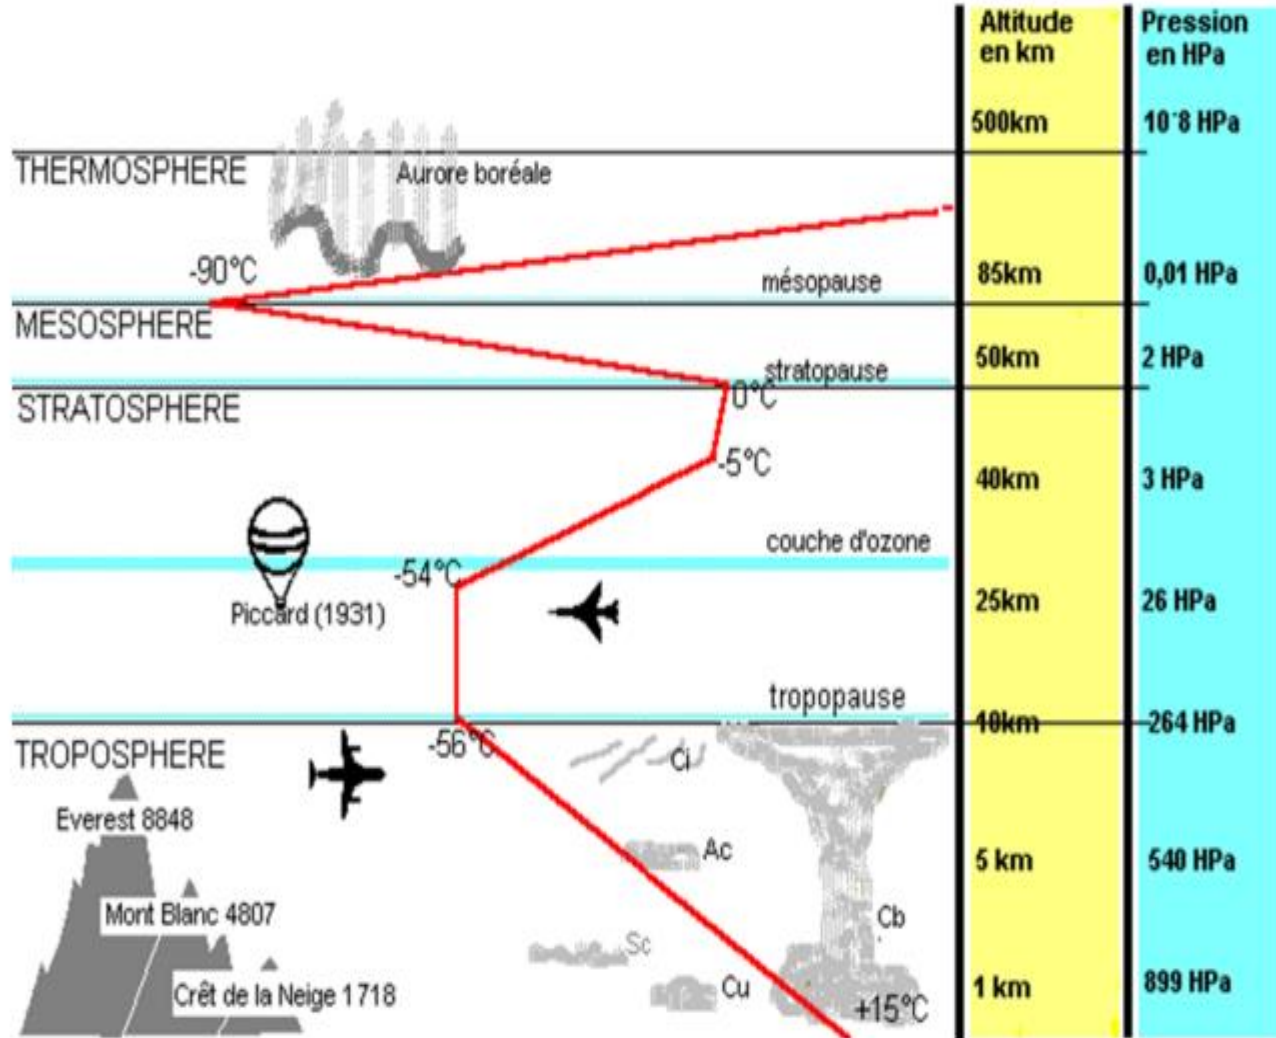 Altitude
en km
Pression
en HPa
500km
10-8 HPa
THERMOSPHERE
Aurore boréale
-90°C
mésopause
85km
0,01 HPa
MESOSPHERE
stratopause
50km
2 HPa
0°C
STRATOSPHERE
-5°C
40km
3 HPa
couche d'ozone
-54°C
25km
26 HPa
Piccard (1931)
tropopause
10km
264 HPa
TROPOSPHERE
-56°C
Ci
Everest 8848
Ac
5 km
540 HPa
Mont Blanc 4807
Cb
Sc
Crêt de la Neige 1718
Cu
1 km
899 HPa
+15°C